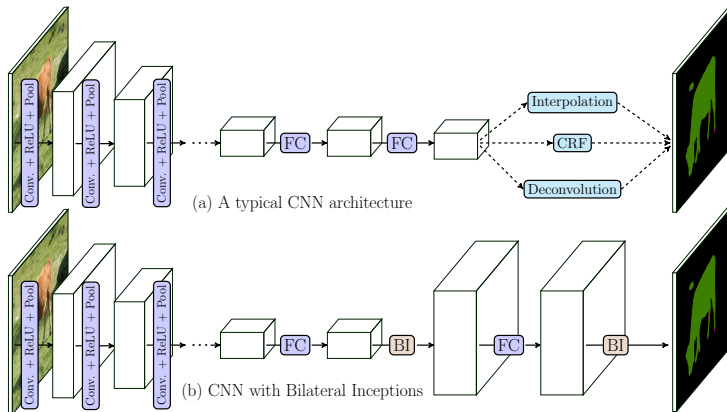 Conv. + ReLU + Pool
Conv. + ReLU + Pool
Conv. + ReLU + Pool
FC
FC
Interpolation
CRF
Deconvolution
(a) A typical CNN architecture
Conv. + ReLU + Pool
Conv. + ReLU + Pool
Conv. + ReLU + Pool
FC
BI
FC
BI
(b) CNN with Bilateral Inceptions